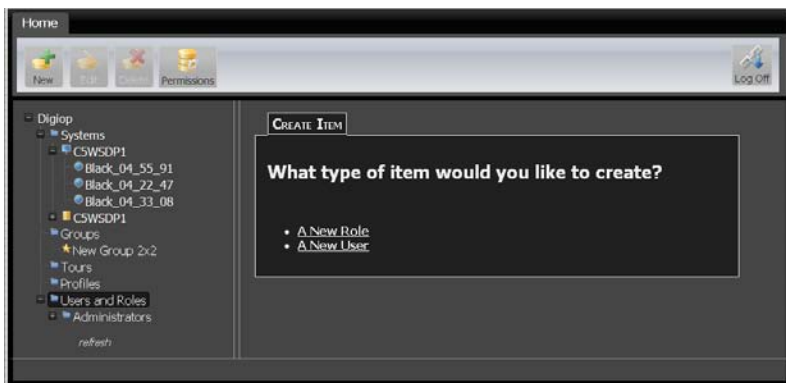 Home
New
Edit
Delete
Permissions
Log Off
Digiop
Systems
C5WSDP1
Black_04_55_91
Black_04_22_47
Black_04_33_08
C5WSDP1
Groups
New Group 2x2
Tours
Profiles
Users and Roles
Administrators
refresh
Create Item
What type of item would you like to create?
• A New Role
• A New User